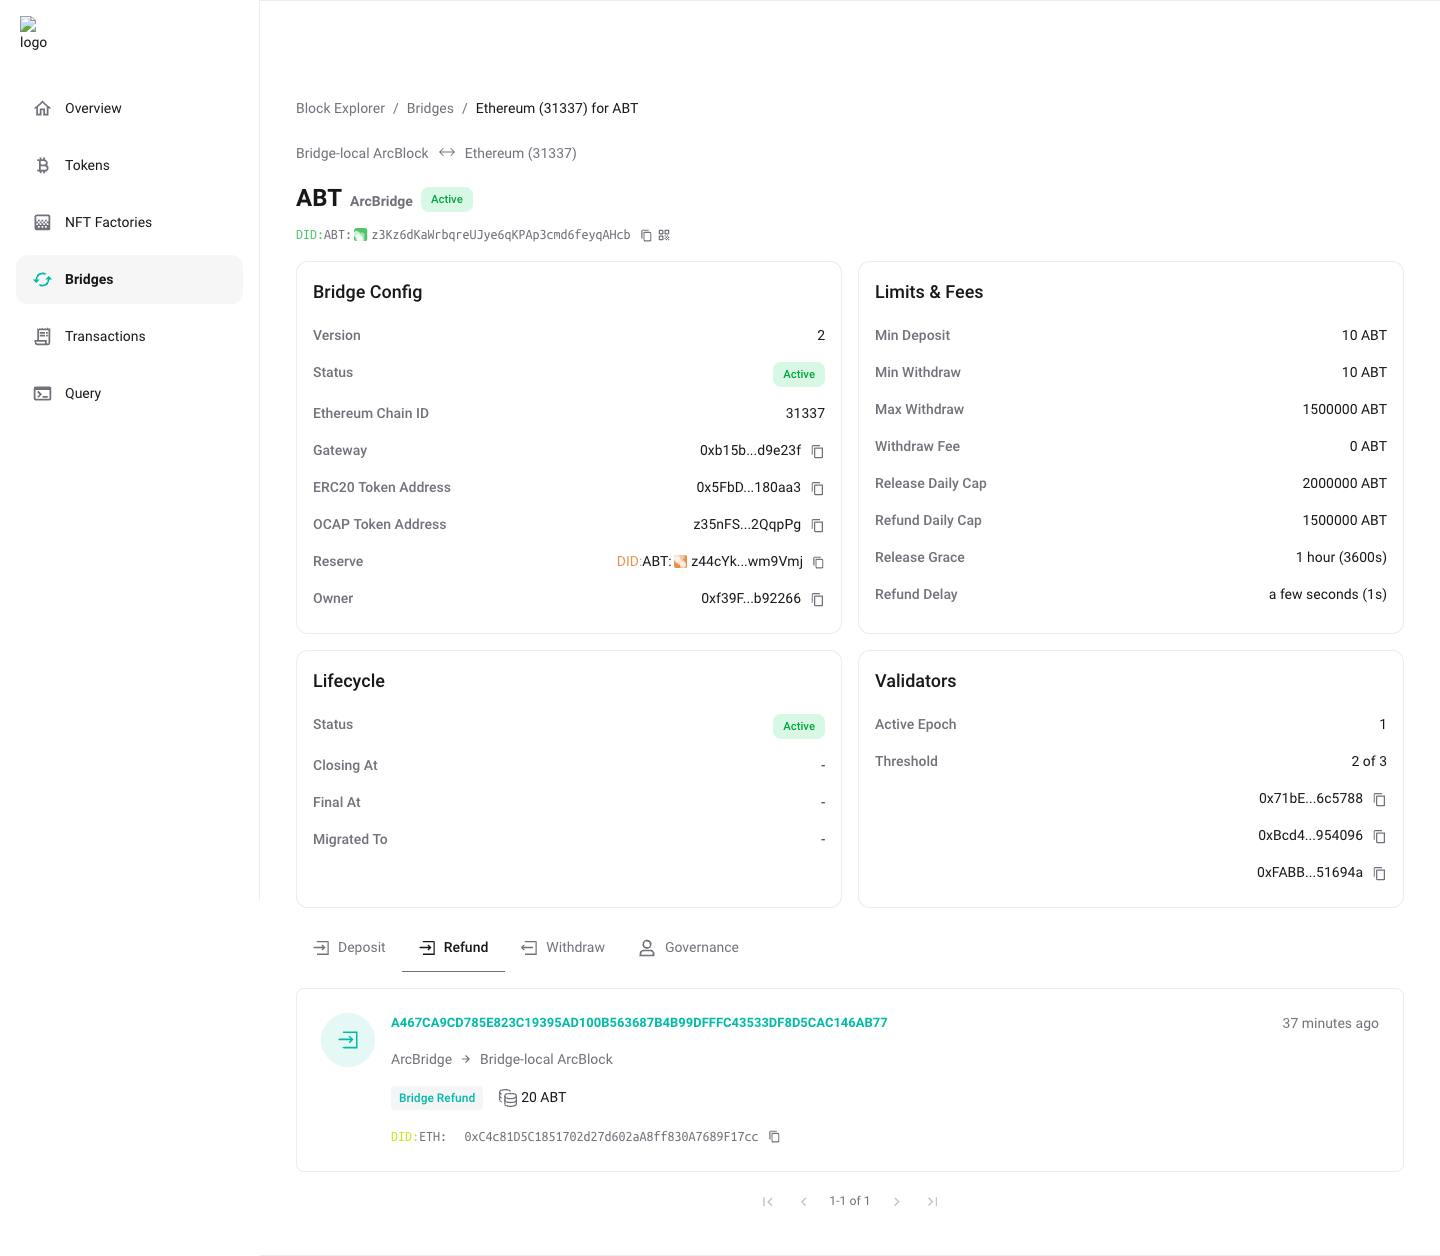 logo
Overview
Tokens
NFT Factories
Bridges
Transactions
Query
Block Explorer / Bridges / Ethereum (31337) for ABT
Bridge-local ArcBlock ↔ Ethereum (31337)
ABT ArcBridge Active
DID:ABT: z3Kz6dKaWrbqreUJye6qKPAp3cmd6feyqAHcb
Bridge Config
Version 2
Status Active
Ethereum Chain ID 31337
Gateway 0xb15b...d9e23f
ERC20 Token Address 0x5FbD...180aa3
OCAP Token Address z35nFS...2QqpPg
Reserve DID:ABT: z44cYk...wm9Vmj
Owner 0xf39F...b92266
Limits & Fees
Min Deposit 10 ABT
Min Withdraw 10 ABT
Max Withdraw 1500000 ABT
Withdraw Fee 0 ABT
Release Daily Cap 2000000 ABT
Refund Daily Cap 1500000 ABT
Release Grace 1 hour (3600s)
Refund Delay a few seconds (1s)
Lifecycle
Status Active
Closing At -
Final At -
Migrated To -
Validators
Active Epoch 1
Threshold 2 of 3
0x71bE...6c5788
0xBcd4...954096
0xFABB...51694a
Deposit Refund Withdraw Governance
A467CA9CD785E823C19395AD100B563687B4B99DFFFC43533DF8D5CAC146AB77 37 minutes ago
ArcBridge → Bridge-local ArcBlock
Bridge Refund 20 ABT
DID:ETH: 0xC4c81D5C1851702d27d602aA8ff830A7689F17cc
1-1 of 1